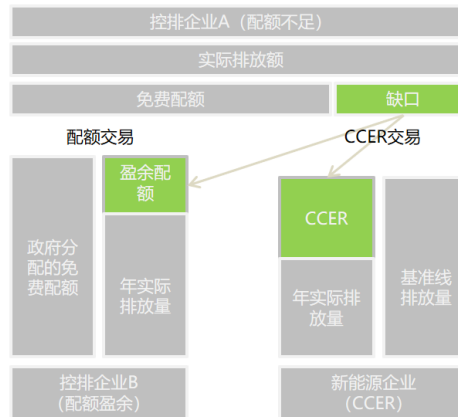 控排企业A（配额不足）
实际排放额
免费配额
缺口
配额交易
CCER交易
政府分
配的免
费配额
盈余配
额
年实际
排放量
CCER
年实际排
放量
基准线
排放量
控排企业B
（配额盈余）
新能源企业
（CCER）